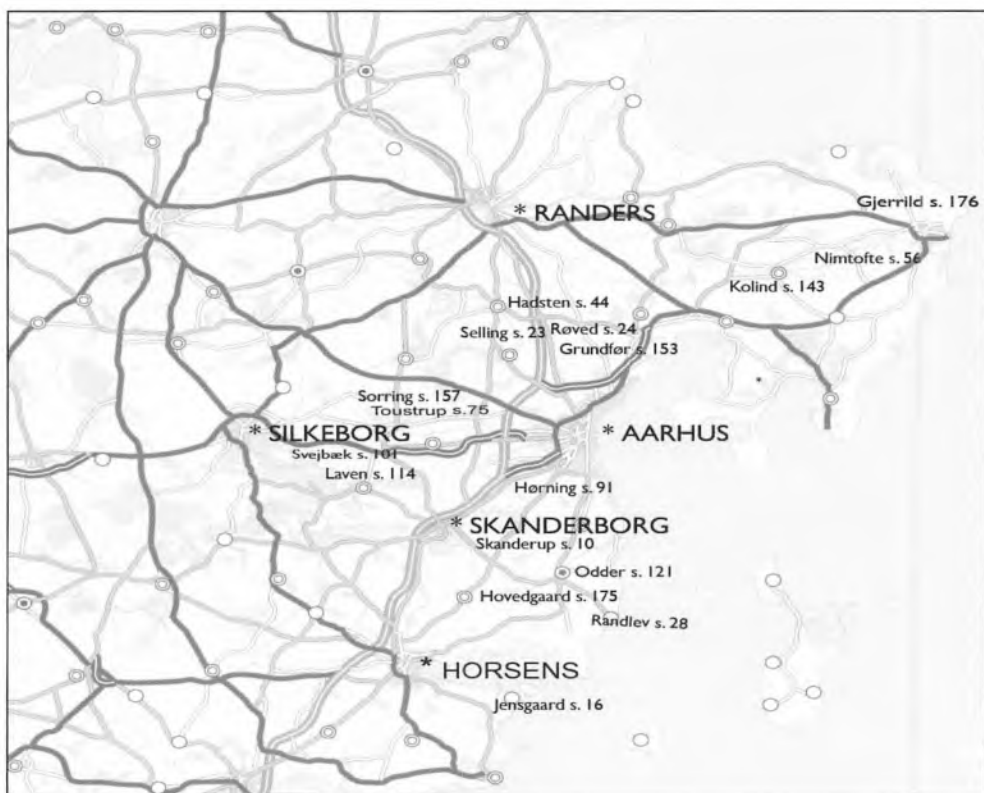 Gjerrild s. 176
* RANDERS
Nimtofte s. 56
Kolind s. 143
Hadsten s. 44
Selling s. 23
Røved s. 24
Grundfør s. 153
Sorring s. 157
Toustrup s.75
* SILKEBORG
* AARHUS
Svejbæk s. 101
Laven s. 114
Hørning s. 91
* SKANDERBORG
Skanderup s. 10
Odder s. 121
Hovedgaard s. 175
Randlev s. 28
* HORSENS
Jensgaard s. 16